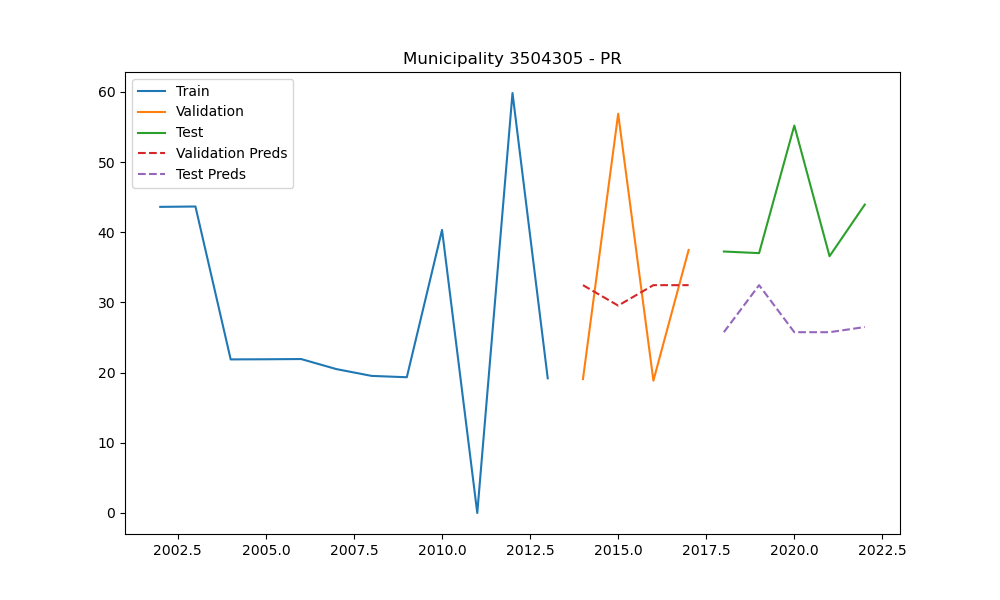 Municipality 3504305 - PR
Train
Validation
Test
Validation Preds
Test Preds
60
50
40
30
20
10
0
2002.5 2005.0 2007.5 2010.0 2012.5 2015.0 2017.5 2020.0 2022.5